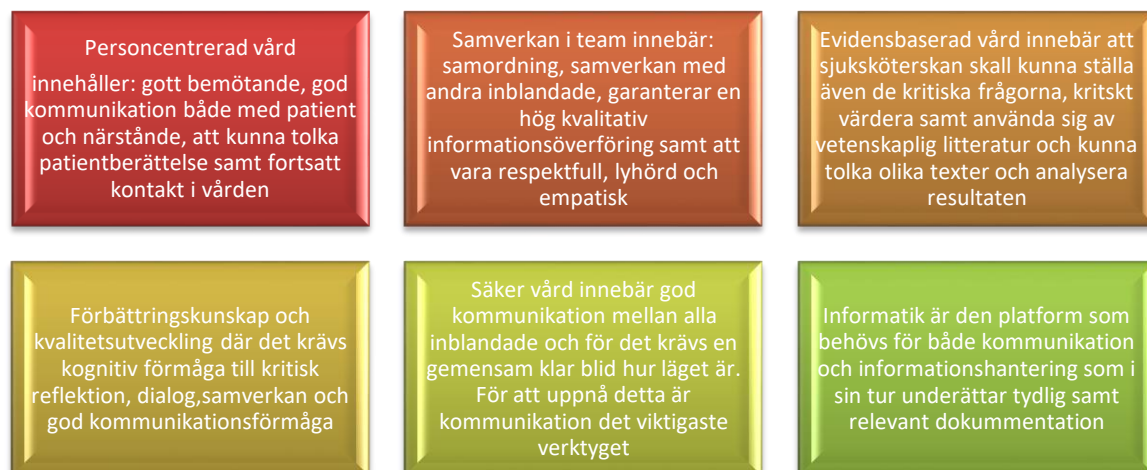 Personcentrerad vård
innehåller: gott bemötande, god
kommunikation både med patient
och närstånde, att kunna tolka
patientberättelse samt fortsatt
kontakt i vården
Samverkan i team innebär:
samordning, samverkan med
andra inblandade, garanterar en
hög kvalitativ
informationsöverföring samt att
vara respektfull, lyhörd och
empatisk
Evidensbaserad vård innebär att
sjuksköterskan skall kunna ställa
även de kritiska frågorna, kritskt
värdera samt använda sig av
vetenskaplig litteratur och kunna
tolka olika texter och analysera
resultaten
Förbättringskunskap och
kvalitetsutveckling där det krävs
kognitiv förmåga till kritisk
reflektion, dialog,samverkan och
god kommunikationsförmåga
Säker vård innebär god
kommunikation mellan alla
inblandade och för det krävs en
gemensam klar blid hur läget är.
För att uppnå detta är
kommunikation det viktigaste
verktyget
Informatik är den platform som
behövs för både kommunikation
och informationshantering som i
sin tur underättar tydlig samt
relevant dokummentation